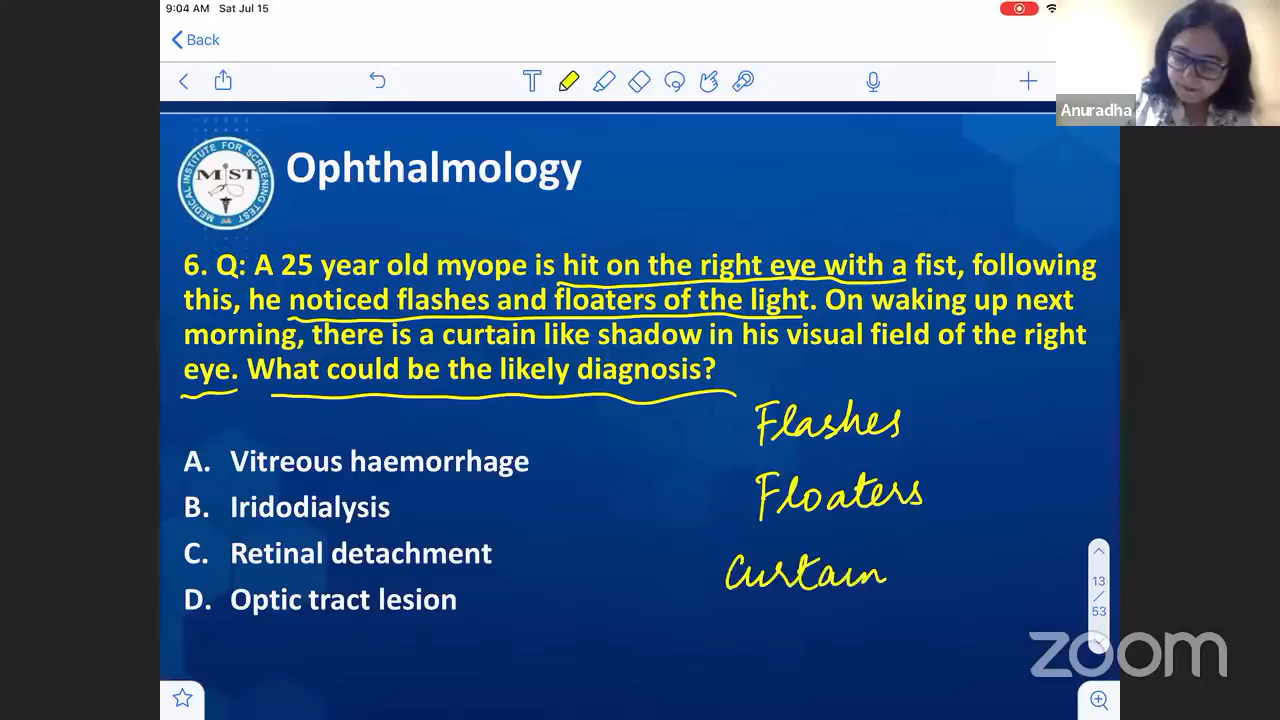 9:04 AM Sat Jul 15
Back
Anuradha
MEDICAL INSTITUTE FOR SCREENING TEST
MIST
Ophthalmology
6. Q: A 25 year old myope is hit on the right eye with a fist, following
this, he noticed flashes and floaters of the light. On waking up next
morning, there is a curtain like shadow in his visual field of the right
eye. What could be the likely diagnosis?
Flashes
A. Vitreous haemorrhage
Floaters
B. Iridodialysis
C. Retinal detachment
Curtain
D. Optic tract lesion
13
/
53
zoom